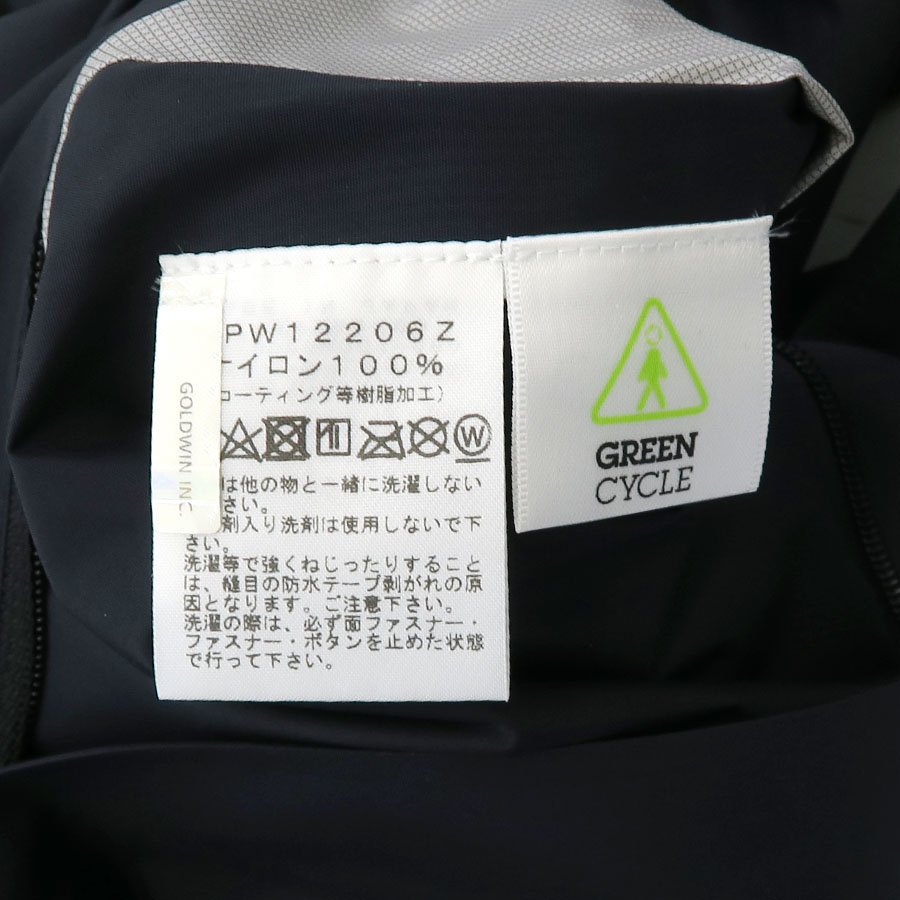 PW12206Z
イロン100%
コーティング等樹脂加工)
W
GOLDWIN INC.
は他の物と一緒に洗濯しない
さい。
剤入り洗剤は使用しないで下
さい。
洗濯等で強くねじったりすること
は、縫目の防水テープ剥がれの原
因となります。ご注意下さい。
洗濯の際は、必ず面ファスナー・
ファスナー・ボタンを止めた状態
で行って下さい。
GREEN
CYCLE